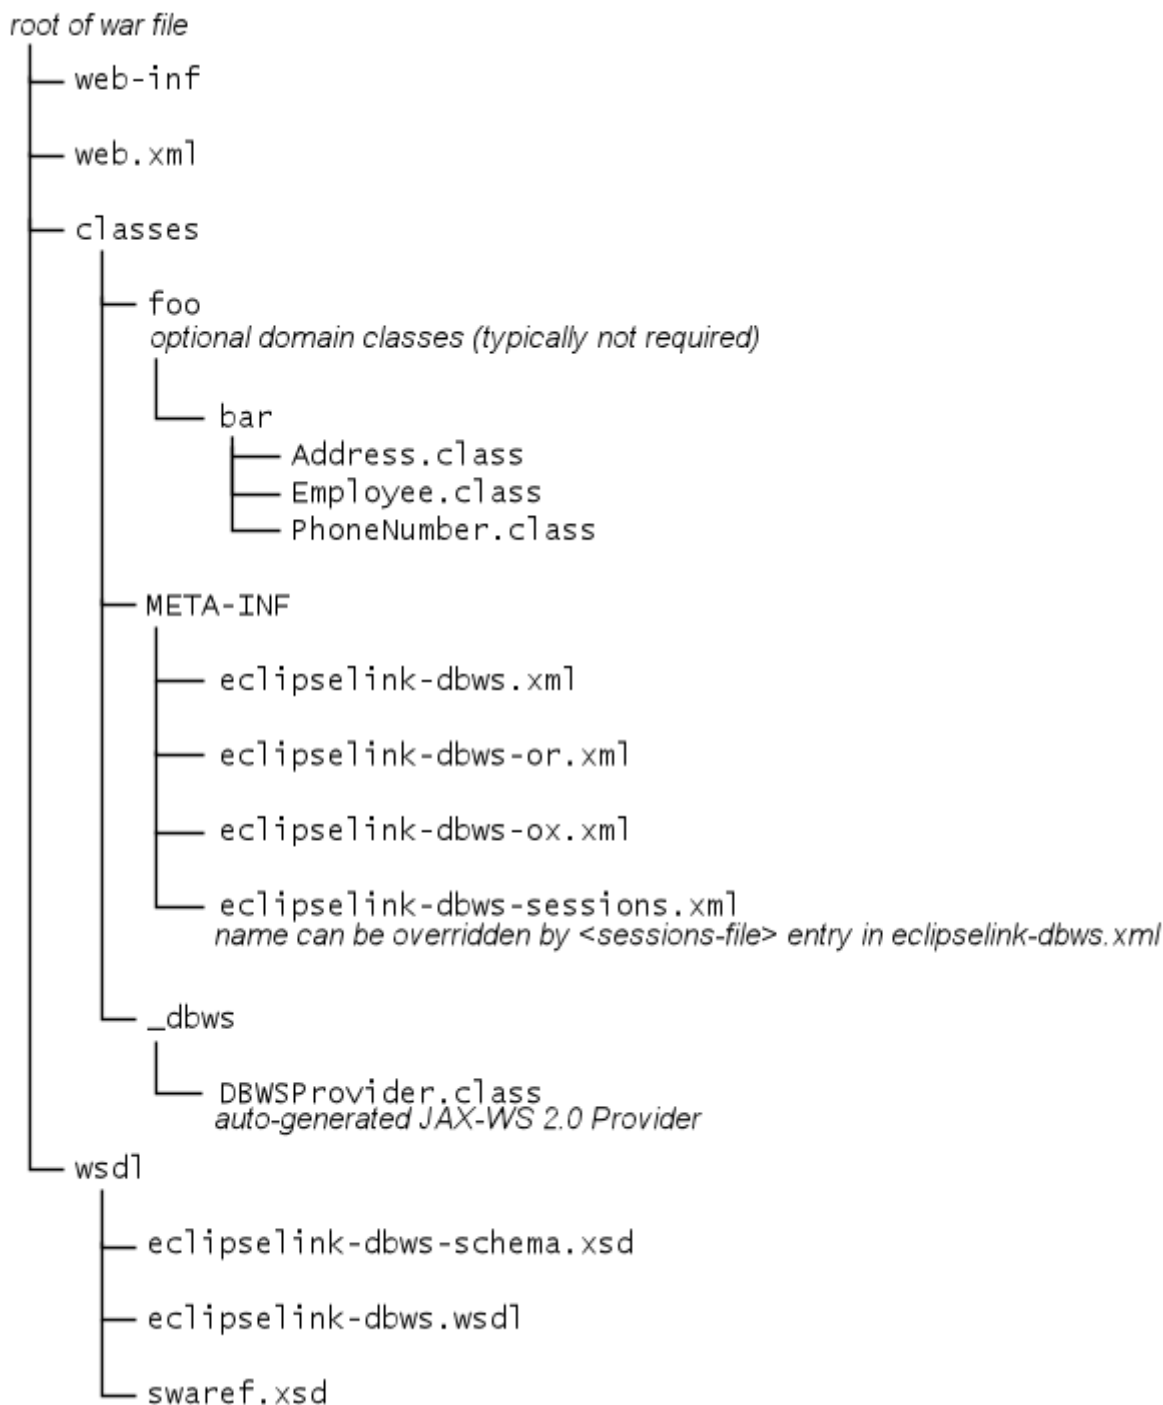 root of war file
web-inf
web.xml
classes
foo
optional domain classes (typically not required)
bar
Address.class
Employee.class
PhoneNumber.class
META-INF
eclipselink-dbws.xml
eclipselink-dbws-or.xml
eclipselink-dbws-ox.xml
eclipselink-dbws-sessions.xml
name can be overridden by <sessions-file> entry in eclipselink-dbws.xml
_dbws
DBWSProvider.class
auto-generated JAX-WS 2.0 Provider
wsdl
eclipselink-dbws-schema.xsd
eclipselink-dbws.wsdl
swaref.xsd